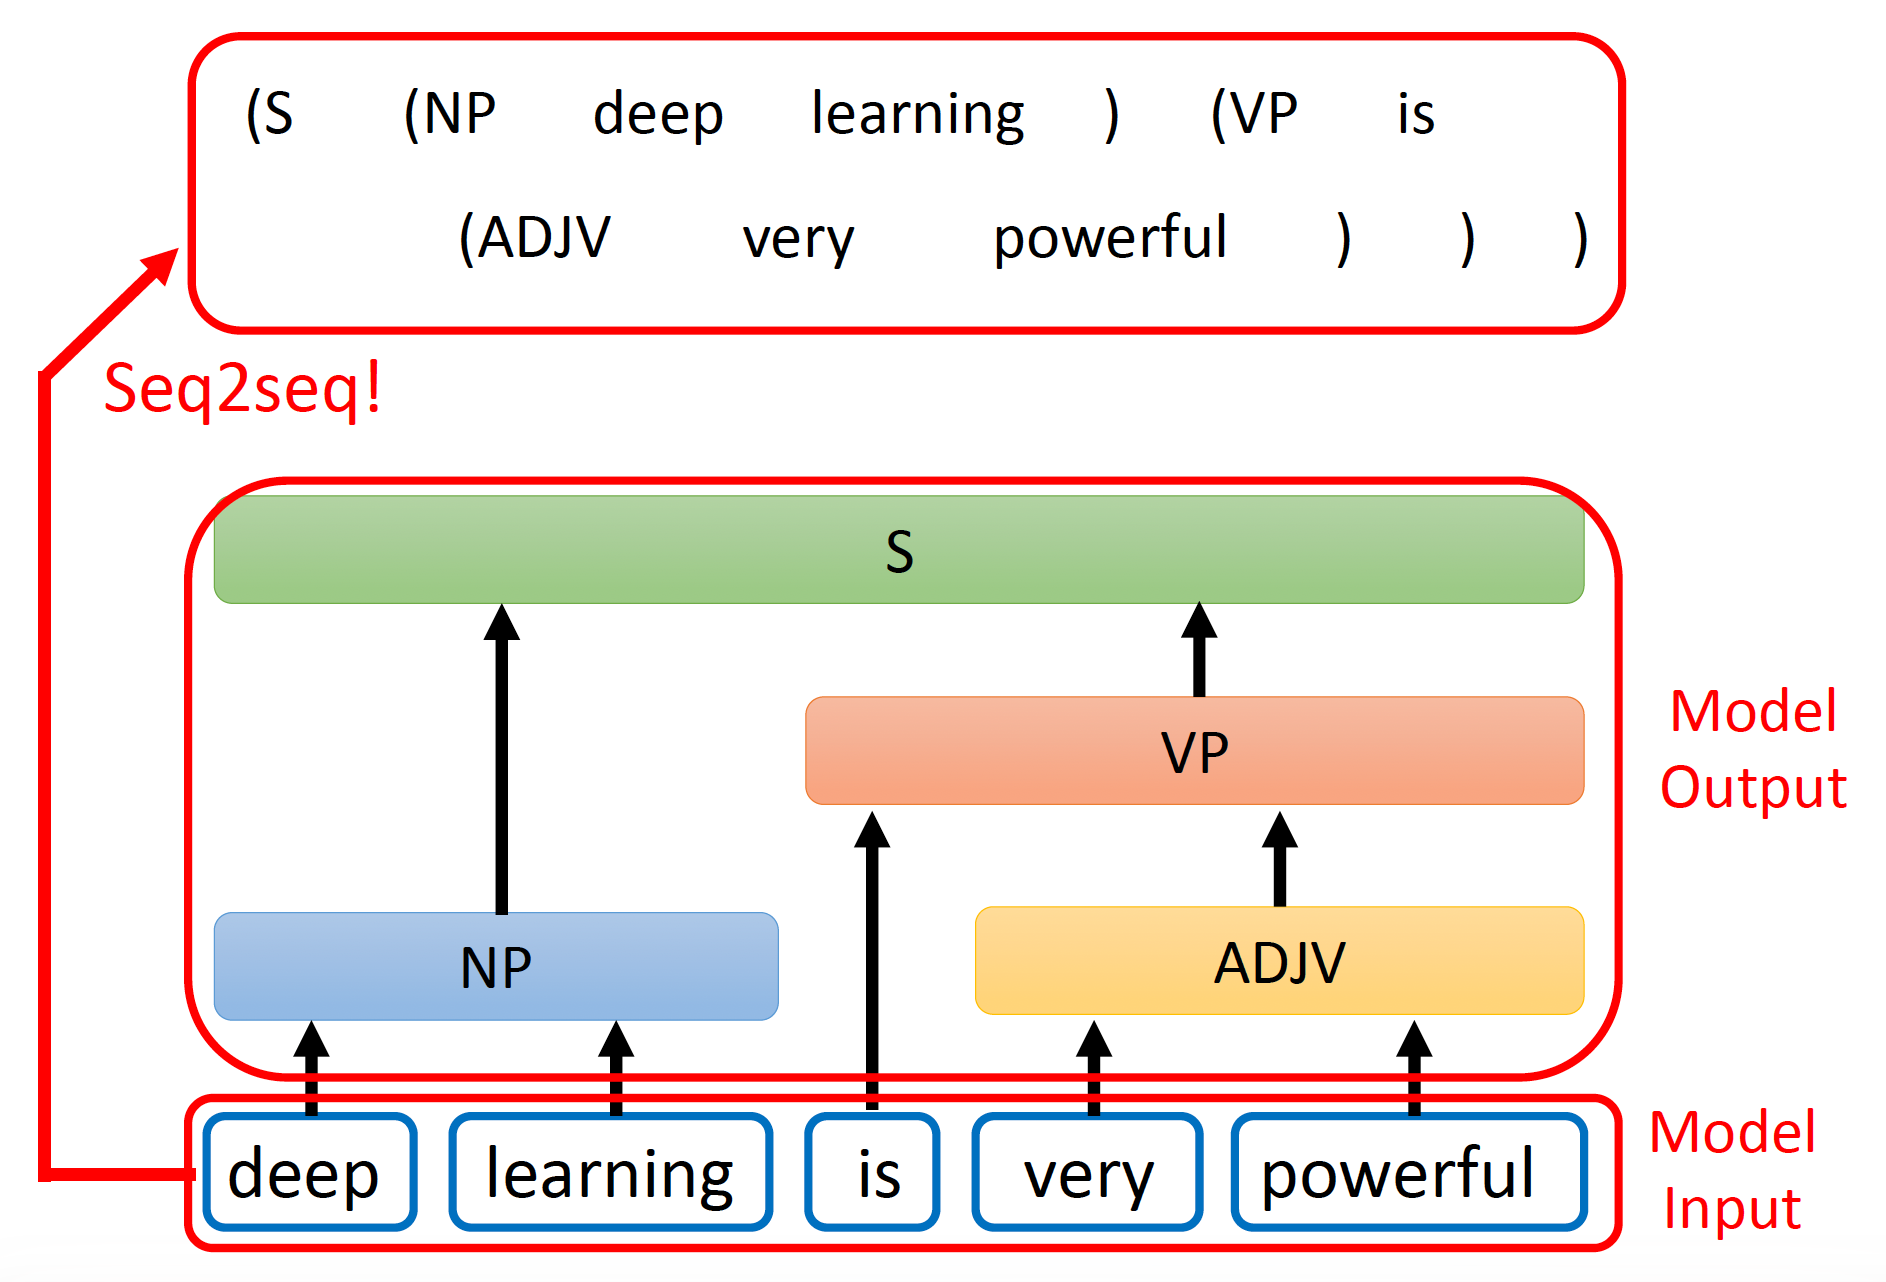 (S (NP deep learning ) (VP is
(ADJV very powerful ) ) )
Seq2seq!
S
VP
Model
Output
NP
ADJV
deep learning is very powerful
Model
Input